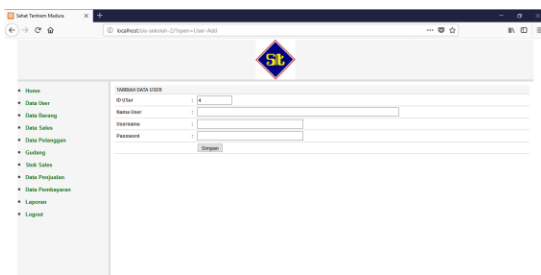 Sehat Tentrem Madura
localhost/sia-sekolah-2/?open=User-Add
St
Home
Data User
Data Barang
Data Sales
Data Pelanggan
Gudang
Stok Sales
Data Penjualan
Data Pembayaran
Laporan
Logout
TAMBAH DATA USER
ID USer : 4
Nama User :
Username :
Password :
Simpan